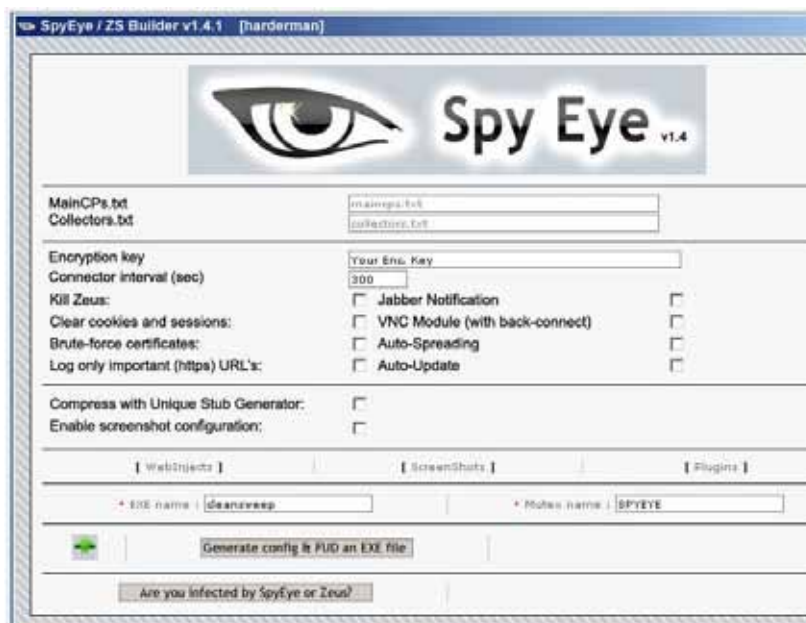 SpyEye / ZS Builder v1.4.1 [harderman]
Spy Eye v1.4
MainCPs.txt maincps.txt
Collectors.txt collectors.txt
Encryption key Your Enc. Key
Connector interval (sec) 300
Kill Zeus: Jabber Notification
Clear cookies and sessions: VNC Module (with back-connect)
Brute-force certificates: Auto-Spreading
Log only important (https) URL's: Auto-Update
Compress with Unique Stub Generator:
Enable screenshot configuration:
[ WebInjects ] [ ScreenShots ] [ Plugins ]
* EXE name : cleansweep * Mutex name : SPYEYE
Generate config & FUD an EXE file
Are you infected by SpyEye or Zeus?